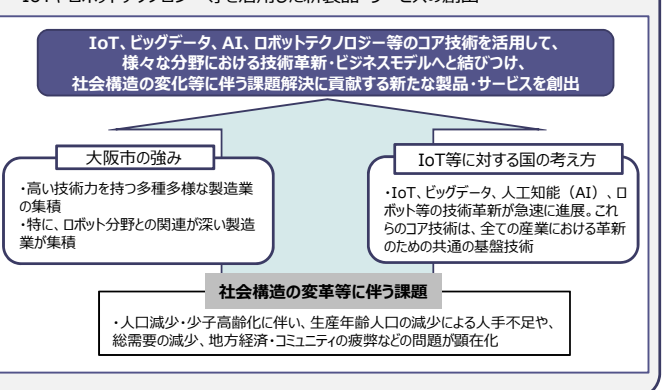 IoTやロボットテクノロジー等を活用した新製品・サービスの創出
IoT、ビッグデータ、AI、ロボットテクノロジー等のコア技術を活用して、
様々な分野における技術革新・ビジネスモデルへと結びつけ、
社会構造の変化等に伴う課題解決に貢献する新たな製品・サービスを創出
大阪市の強み
・高い技術力を持つ多種多様な製造業
の集積
・特に、ロボット分野との関連が深い製造
業が集積
IoT等に対する国の考え方
・IoT、ビッグデータ、人工知能（AI）、ロ
ボット等の技術革新が急速に進展。これ
らのコア技術は、全ての産業における革新
のための共通の基盤技術
社会構造の変革等に伴う課題
・人口減少・少子高齢化に伴い、生産年齢人口の減少による人手不足や、
総需要の減少、地方経済・コミュニティの疲弊などの問題が顕在化